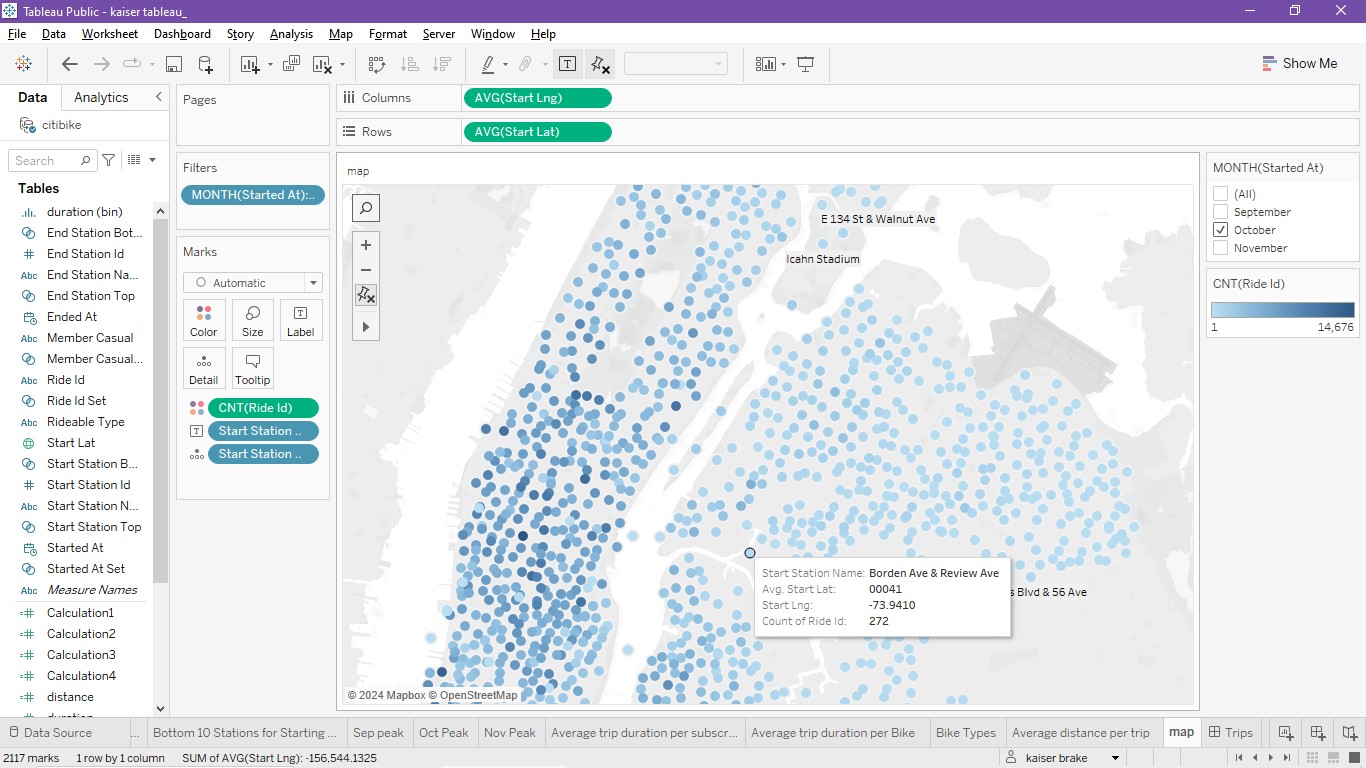 Tableau Public - kaiser tableau_
File Data Worksheet Dashboard Story Analysis Map Format Server Window Help
Show Me
Data Analytics
citibike
Search
Tables
duration (bin)
End Station Bot...
End Station Id
Abc End Station Na...
End Station Top
Ended At
Abc Member Casual
Member Casual...
Abc Ride Id
Ride Id Set
Abc Rideable Type
Start Lat
Start Station B...
Start Station Id
Abc Start Station N...
Start Station Top
Started At
Started At Set
Abc Measure Names
Calculation1
Calculation2
Calculation3
Calculation4
distance
Pages
Filters
MONTH(Started At):..
Marks
Automatic
Color Size Label
Detail Tooltip
CNT(Ride Id)
Start Station ..
Start Station ..
Columns AVG(Start Lng)
Rows AVG(Start Lat)
map
E 134 St & Walnut Ave
Icahn Stadium
s Blvd & 56 Ave
Start Station Name: Borden Ave & Review Ave
Avg. Start Lat: 00041
Start Lng: -73.9410
Count of Ride Id: 272
© 2024 Mapbox © OpenStreetMap
MONTH(Started At)
(All)
September
October
November
CNT(Ride Id)
1 14,676
Data Source ... Bottom 10 Stations for Starting ... Sep peak Oct Peak Nov Peak Average trip duration per subscr... Average trip duration per Bike Bike Types Average distance per trip map Trips
2117 marks 1 row by 1 column SUM of AVG(Start Lng): -156,544.1325 kaiser brake